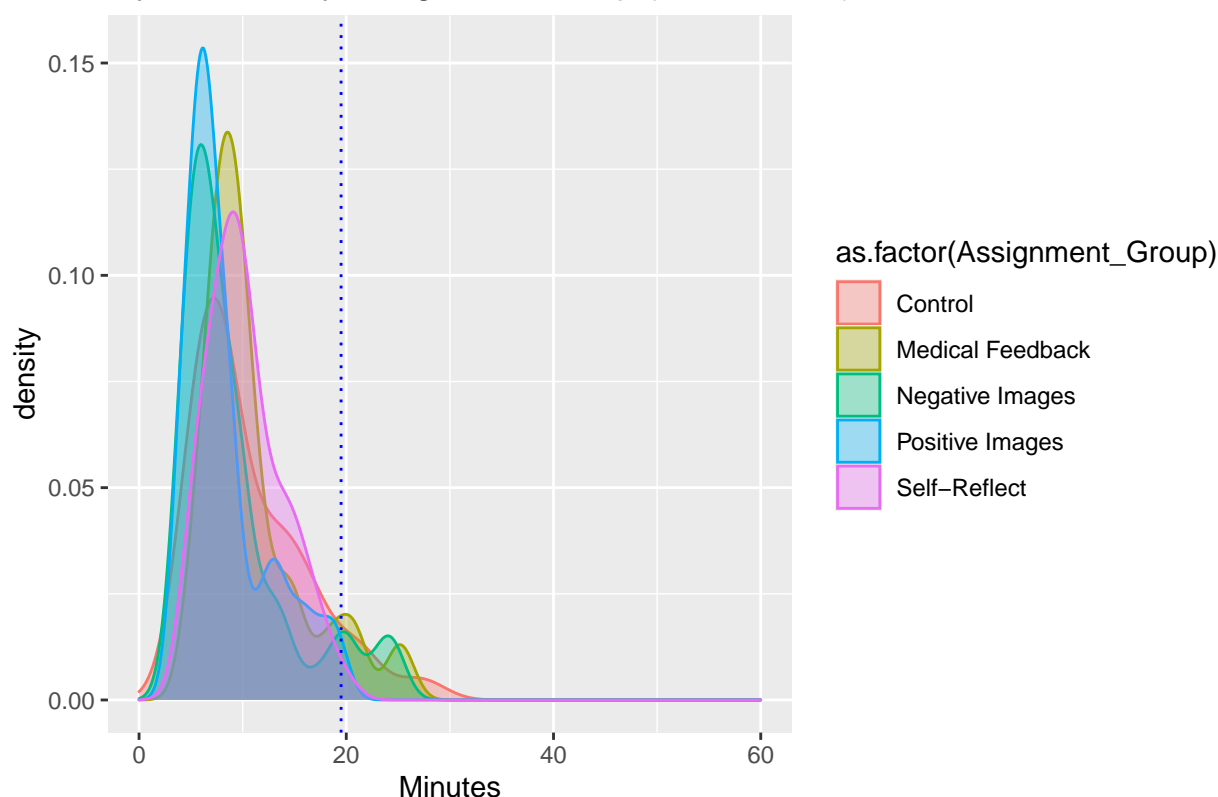 0.15
0.10
0.05
0.00
density
0
20
40
60
Minutes
as.factor(Assignment_Group)
Control
Medical Feedback
Negative Images
Positive Images
Self−Reflect